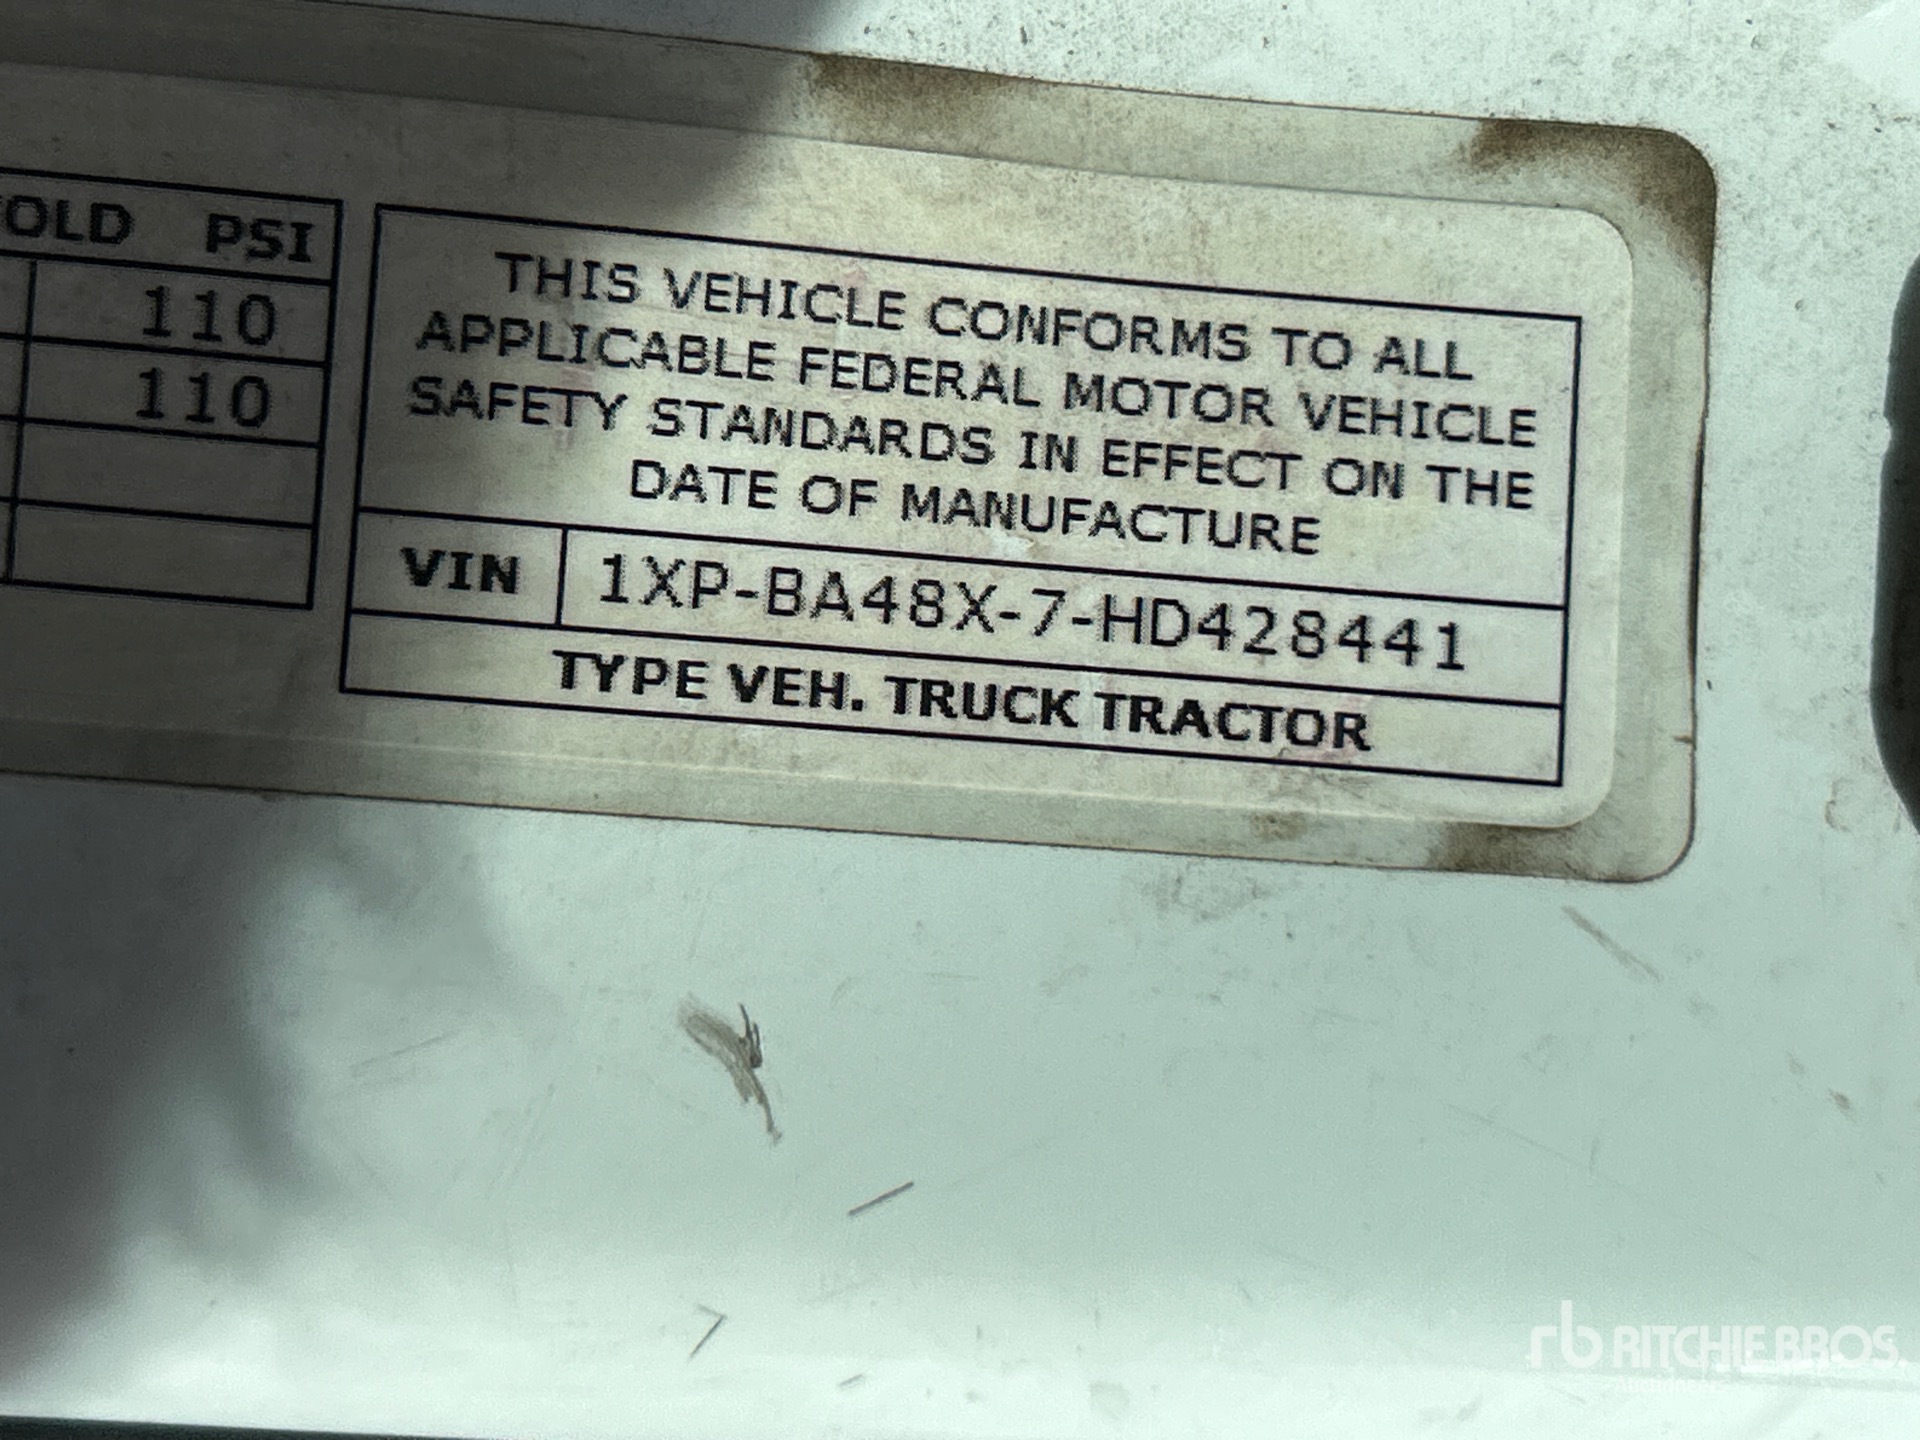 OLD PSI
110
110
THIS VEHICLE CONFORMS TO ALL
APPLICABLE FEDERAL MOTOR VEHICLE
SAFETY STANDARDS IN EFFECT ON THE
DATE OF MANUFACTURE
VIN 1XP-BA48X-7-HD428441
TYPE VEH. TRUCK TRACTOR
rb RITCHIE BROS.